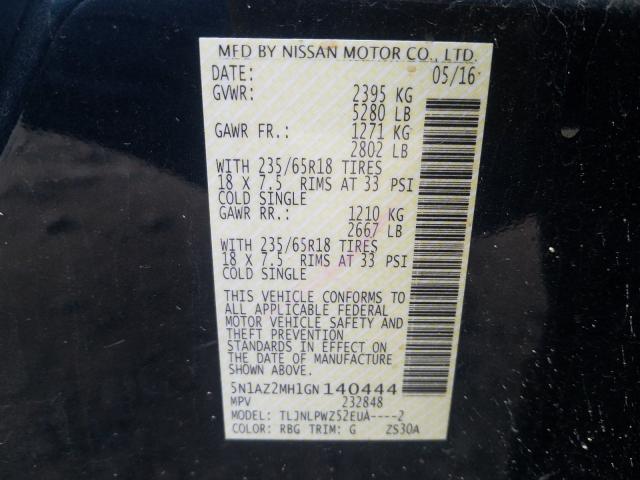 MFD BY NISSAN MOTOR CO., LTD.
DATE: 05/16
GVWR: 2395 KG
5280 LB
GAWR FR.: 1271 KG
2802 LB
WITH 235/65R18 TIRES
18 X 7.5 RIMS AT 33 PSI
COLD SINGLE
GAWR RR.: 1210 KG
2667 LB
WITH 235/65R18 TIRES
18 X 7.5 RIMS AT 33 PSI
COLD SINGLE
THIS VEHICLE CONFORMS TO
ALL APPLICABLE FEDERAL
MOTOR VEHICLE SAFETY AND
THEFT PREVENTION
STANDARDS IN EFFECT ON
THE DATE OF MANUFACTURE
SHOWN ABOVE.
5N1AZ2MH1GN140444
MPV 232848
MODEL: TLJNLPWZ52EUA----2
COLOR: RBG TRIM: G ZS30A